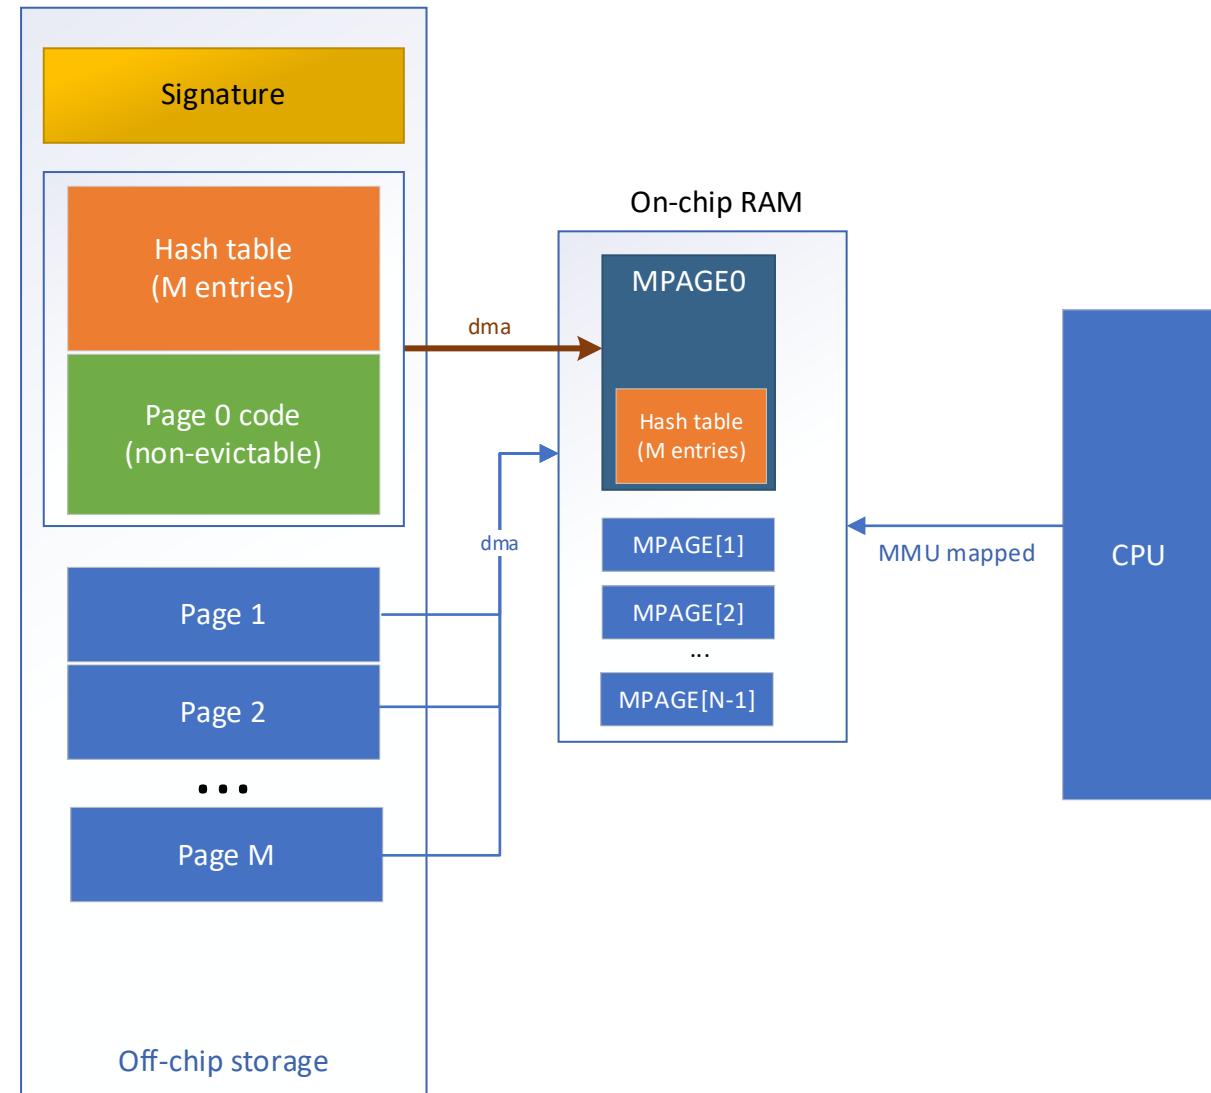 Signature
Hash table
(M entries)
Page 0 code
(non-evictable)
Page 1
Page 2
...
Page M
Off-chip storage
dma
dma
On-chip RAM
MPAGE0
Hash table
(M entries)
MPAGE[1]
MPAGE[2]
...
MPAGE[N-1]
MMU mapped
CPU